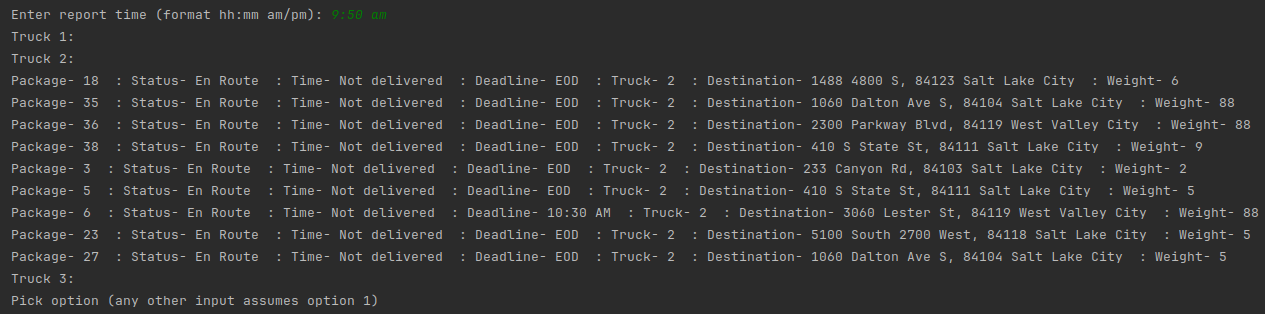 Enter report time (format hh:mm am/pm): 9:50 am
Truck 1:
Truck 2:
Package- 18  : Status- En Route  : Time- Not delivered  : Deadline- EOD  : Truck- 2  : Destination- 1488 4800 S, 84123 Salt Lake City  : Weight- 6
Package- 35  : Status- En Route  : Time- Not delivered  : Deadline- EOD  : Truck- 2  : Destination- 1060 Dalton Ave S, 84104 Salt Lake City  : Weight- 88
Package- 36  : Status- En Route  : Time- Not delivered  : Deadline- EOD  : Truck- 2  : Destination- 2300 Parkway Blvd, 84119 West Valley City  : Weight- 88
Package- 38  : Status- En Route  : Time- Not delivered  : Deadline- EOD  : Truck- 2  : Destination- 410 S State St, 84111 Salt Lake City  : Weight- 9
Package- 3  : Status- En Route  : Time- Not delivered  : Deadline- EOD  : Truck- 2  : Destination- 233 Canyon Rd, 84103 Salt Lake City  : Weight- 2
Package- 5  : Status- En Route  : Time- Not delivered  : Deadline- EOD  : Truck- 2  : Destination- 410 S State St, 84111 Salt Lake City  : Weight- 5
Package- 6  : Status- En Route  : Time- Not delivered  : Deadline- 10:30 AM  : Truck- 2  : Destination- 3060 Lester St, 84119 West Valley City  : Weight- 88
Package- 23  : Status- En Route  : Time- Not delivered  : Deadline- EOD  : Truck- 2  : Destination- 5100 South 2700 West, 84118 Salt Lake City  : Weight- 5
Package- 27  : Status- En Route  : Time- Not delivered  : Deadline- EOD  : Truck- 2  : Destination- 1060 Dalton Ave S, 84104 Salt Lake City  : Weight- 5
Truck 3:
Pick option (any other input assumes option 1)